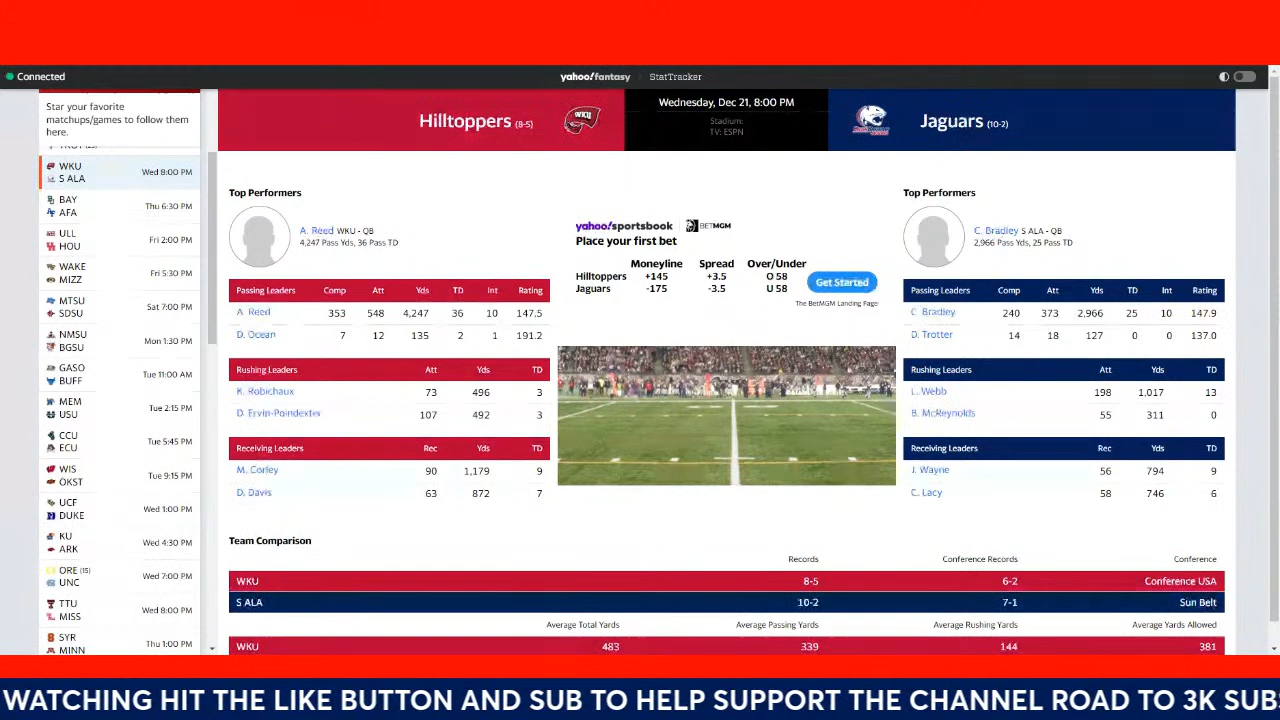 Connected
yahoo!fantasy StatTracker
Star your favorite
matchups/games to follow them
here.
WKU
S ALA
Wed 8:00 PM
BAY
AFA
Thu 6:30 PM
ULL
HOU
Fri 2:00 PM
WAKE
MIZZ
Fri 5:30 PM
MTSU
SDSU
Sat 7:00 PM
NMSU
BGSU
Mon 1:30 PM
GASO
BUFF
Tue 11:00 AM
MEM
USU
Tue 2:15 PM
CCU
ECU
Tue 5:45 PM
WIS
OKST
Tue 9:15 PM
UCF
DUKE
Wed 1:00 PM
KU
ARK
Wed 4:30 PM
ORE (15)
UNC
Wed 7:00 PM
TTU
MISS
Wed 8:00 PM
SYR
MINN
Thu 1:00 PM
Hilltoppers (8-5)
WKU
Wednesday, Dec 21, 8:00 PM
Stadium:
TV: ESPN
Jaguars (10-2)
Top Performers
A. Reed WKU - QB
4,247 Pass Yds, 36 Pass TD
Passing Leaders Comp Att Yds TD Int Rating
A. Reed 353 548 4,247 36 10 147.5
D. Ocean 7 12 135 2 1 191.2
Rushing Leaders Att Yds TD
K. Robichaux 73 496 3
D. Ervin-Poindexter 107 492 3
Receiving Leaders Rec Yds TD
M. Corley 90 1,179 9
D. Davis 63 872 7
yahoo!sportsbook BETMGM
Place your first bet
Moneyline Spread Over/Under
Hilltoppers +145 +3.5 O 58
Jaguars -175 -3.5 U 58
Get Started
The BetMGM Landing Page
Top Performers
C. Bradley S ALA - QB
2,966 Pass Yds, 25 Pass TD
Passing Leaders Comp Att Yds TD Int Rating
C. Bradley 240 373 2,966 25 10 147.9
D. Trotter 14 18 127 0 0 137.0
Rushing Leaders Att Yds TD
L. Webb 198 1,017 13
B. McReynolds 55 311 0
Receiving Leaders Rec Yds TD
J. Wayne 56 794 9
C. Lacy 58 746 6
Team Comparison
Records Conference Records Conference
WKU 8-5 6-2 Conference USA
S ALA 10-2 7-1 Sun Belt
Average Total Yards Average Passing Yards Average Rushing Yards Average Yards Allowed
WKU 483 339 144 381
WATCHING HIT THE LIKE BUTTON AND SUB TO HELP SUPPORT THE CHANNEL ROAD TO 3K SUBS